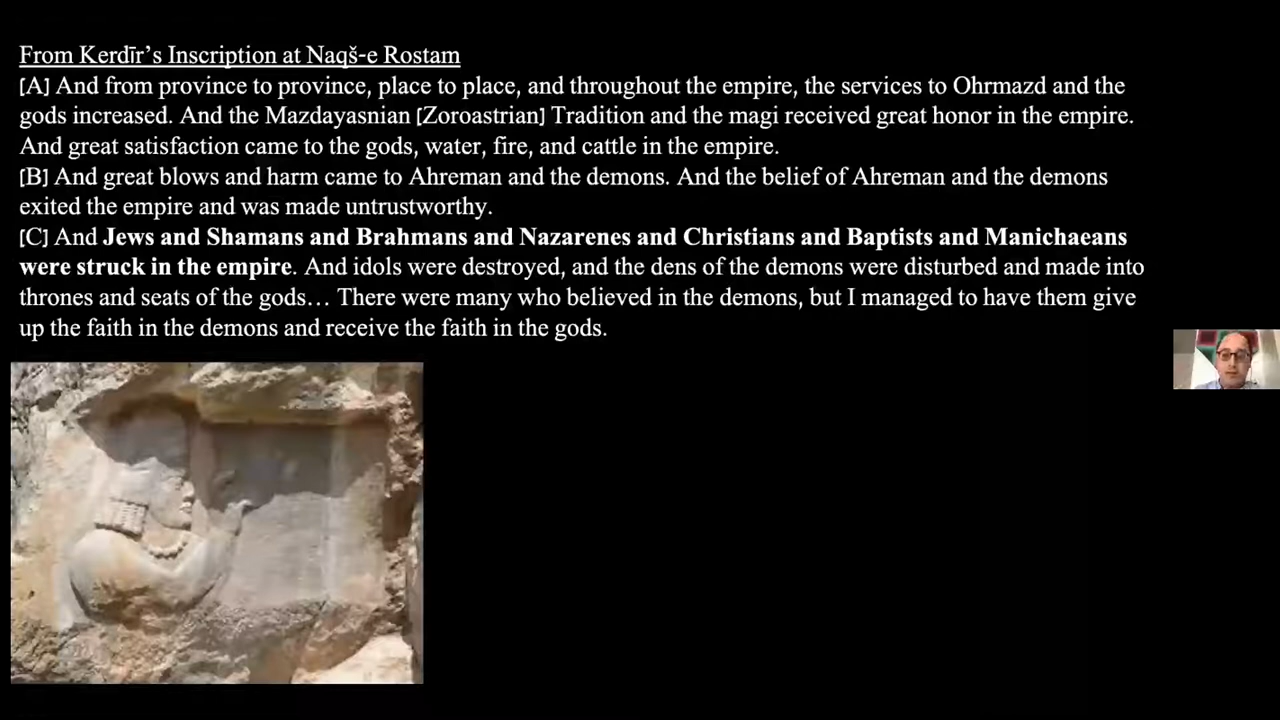 From Kerdīr’s Inscription at Naqš-e Rostam
[A] And from province to province, place to place, and throughout the empire, the services to Ohrmazd and the
gods increased. And the Mazdayasnian [Zoroastrian] Tradition and the magi received great honor in the empire.
And great satisfaction came to the gods, water, fire, and cattle in the empire.
[B] And great blows and harm came to Ahreman and the demons. And the belief of Ahreman and the demons
exited the empire and was made untrustworthy.
[C] And Jews and Shamans and Brahmans and Nazarenes and Christians and Baptists and Manichaeans
were struck in the empire. And idols were destroyed, and the dens of the demons were disturbed and made into
thrones and seats of the gods… There were many who believed in the demons, but I managed to have them give
up the faith in the demons and receive the faith in the gods.